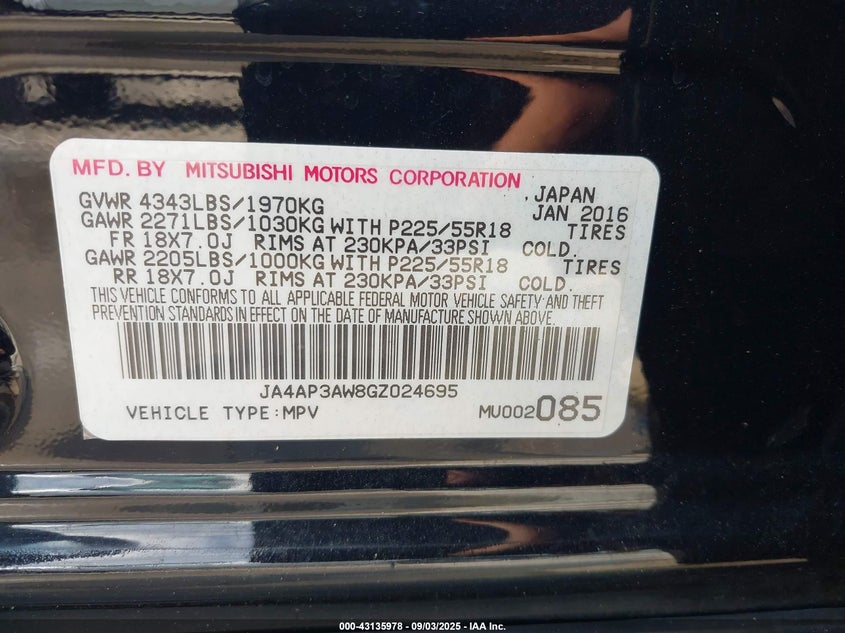 MFD. BY MITSUBISHI MOTORS CORPORATION
JAPAN
GVWR 4343LBS/1970KG JAN 2016
GAWR 2271LBS/1030KG WITH P225/55R18 TIRES
FR 18X7.0J RIMS AT 230KPA/33PSI COLD.
GAWR 2205LBS/1000KG WITH P225/55R18 TIRES
RR 18X7.0J RIMS AT 230KPA/33PSI COLD.
THIS VEHICLE CONFORMS TO ALL APPLICABLE FEDERAL MOTOR VEHICLE SAFETY AND THEFT
PREVENTION STANDARDS IN EFFECT ON THE DATE OF MANUFACTURE SHOWN ABOVE.
JA4AP3AW8GZ024695
VEHICLE TYPE:MPV MU002085
000-43135978 - 09/03/2025 - IAA Inc.